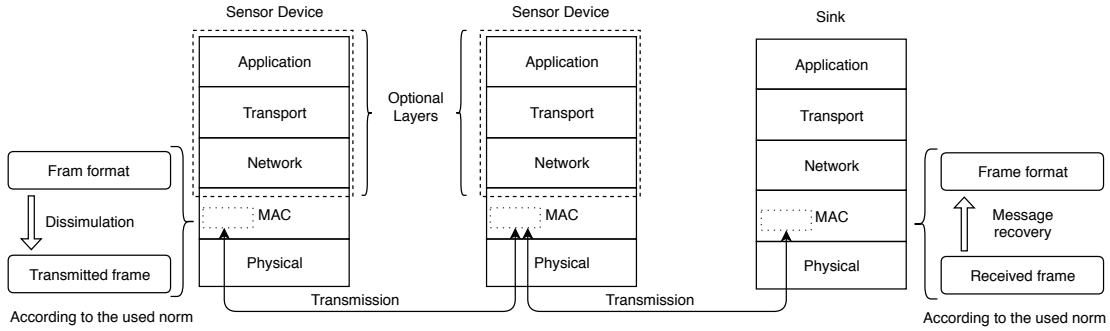 Sensor Device
Sensor Device
Sink
Application
Transport
Network
MAC
Physical
Optional
Layers
Application
Transport
Network
MAC
Physical
Application
Transport
Network
MAC
Physical
Fram format
Dissimulation
Transmitted frame
According to the used norm
Transmission
Transmission
Frame format
Message
recovery
Received frame
According to the used norm